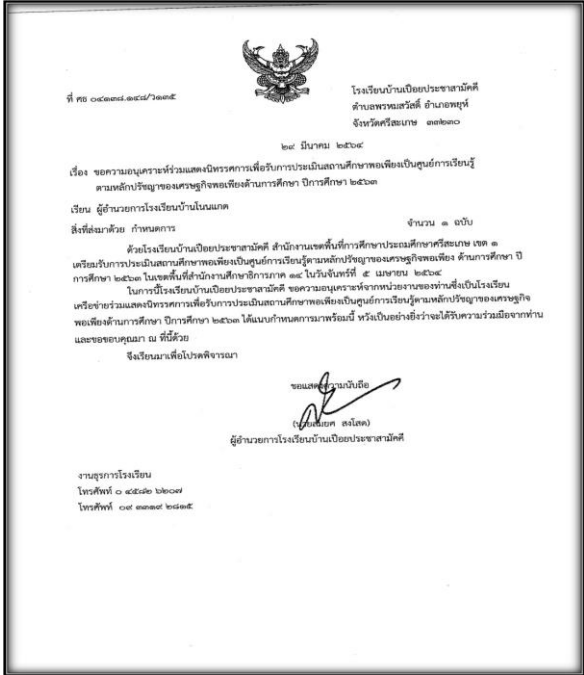 ที่ ศธ ๐๔๑๓๘.๑๔๘/ว๑๓๕
โรงเรียนบ้านเปือยประชาสามัคคี
ตำบลพรหมสวัสดิ์ อำเภอพยุห์
จังหวัดศรีสะเกษ ๓๓๒๓๐
๒๙ มีนาคม ๒๕๖๔
เรื่อง ขอความอนุเคราะห์ร่วมแสดงนิทรรศการเพื่อรับการประเมินสถานศึกษาพอเพียงเป็นศูนย์การเรียนรู้
ตามหลักปรัชญาของเศรษฐกิจพอเพียงด้านการศึกษา ปีการศึกษา ๒๕๖๓
เรียน ผู้อำนวยการโรงเรียนบ้านโนนแกด
สิ่งที่ส่งมาด้วย กำหนดการ จำนวน ๑ ฉบับ
ด้วยโรงเรียนบ้านเปือยประชาสามัคคี สำนักงานเขตพื้นที่การศึกษาประถมศึกษาศรีสะเกษ เขต ๑
เตรียมรับการประเมินสถานศึกษาพอเพียงเป็นศูนย์การเรียนรู้ตามหลักปรัชญาของเศรษฐกิจพอเพียง ด้านการศึกษา ปี
การศึกษา ๒๕๖๓ ในเขตพื้นที่สำนักงานศึกษาธิการภาค ๑๔ ในวันจันทร์ที่ ๕ เมษายน ๒๕๖๔
ในการนี้โรงเรียนบ้านเปือยประชาสามัคคี ขอความอนุเคราะห์จากหน่วยงานของท่านซึ่งเป็นโรงเรียน
เครือข่ายร่วมแสดงนิทรรศการเพื่อรับการประเมินสถานศึกษาพอเพียงเป็นศูนย์การเรียนรู้ตามหลักปรัชญาของเศรษฐกิจ
พอเพียงด้านการศึกษา ปีการศึกษา ๒๕๖๓ ได้แนบกำหนดการมาพร้อมนี้ หวังเป็นอย่างยิ่งว่าจะได้รับความร่วมมือจากท่าน
และขอขอบคุณมา ณ ที่นี้ด้วย
จึงเรียนมาเพื่อโปรดพิจารณา
ขอแสดงความนับถือ
สงโสด)
ผู้อำนวยการโรงเรียนบ้านเปือยประชาสามัคคี
งานธุรการโรงเรียน
โทรศัพท์ ๐ ๔๕๘๒ ๖๒๐๗
โทรศัพท์ ๐๙ ๓๓๑๙ ๒๘๑๕